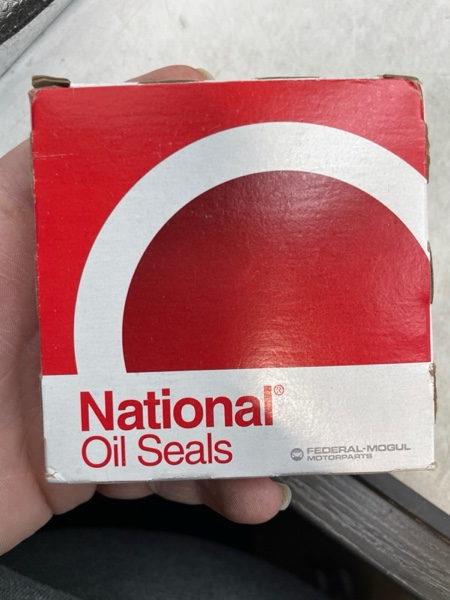 National®
Oil Seals
FEDERAL-MOGUL
MOTORPARTS